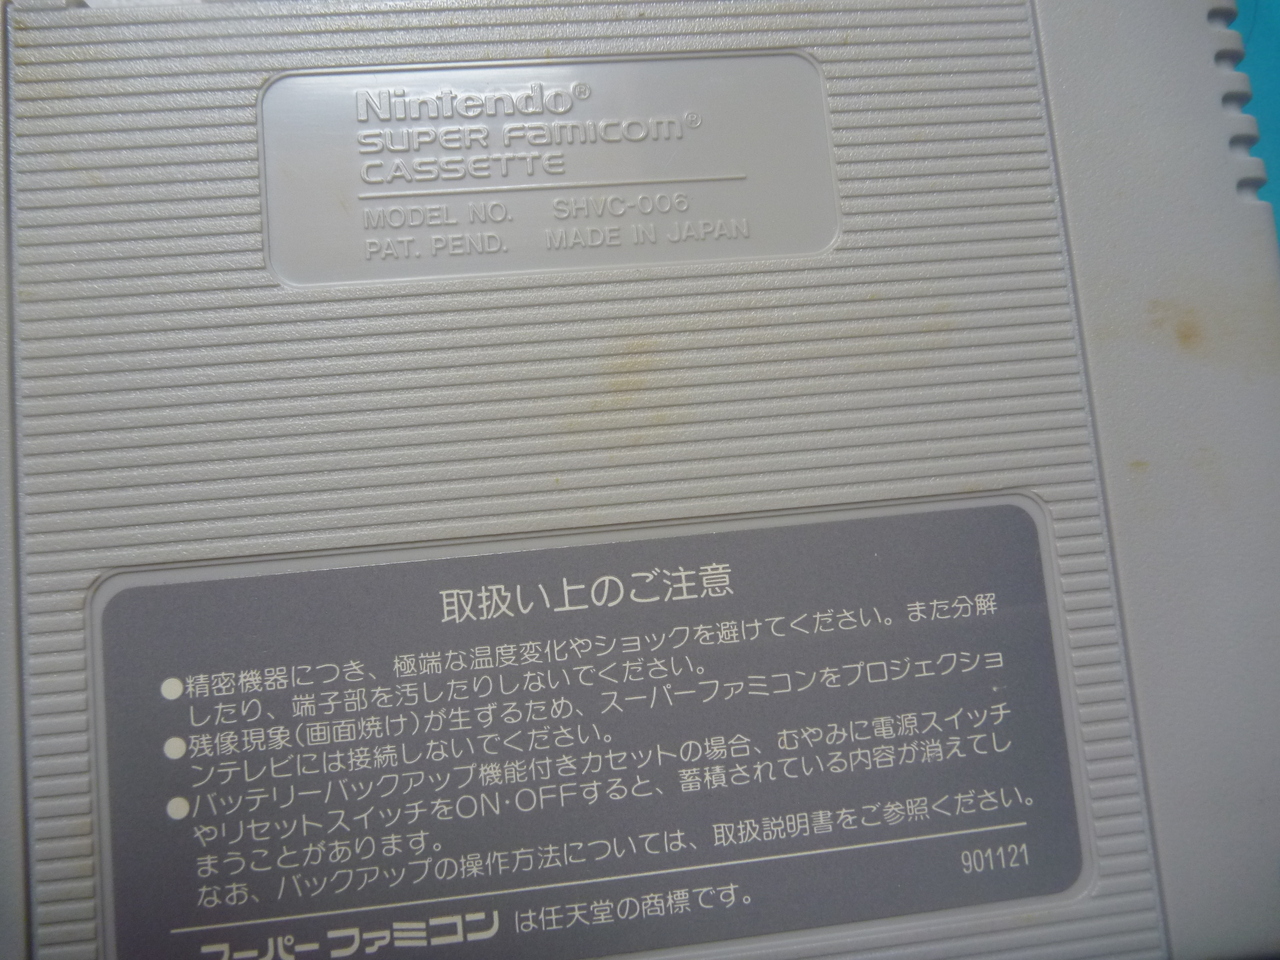 Nintendo®
SUPER FAMICOM®
CASSETTE
MODEL NO. SHVC-006
PAT. PEND. MADE IN JAPAN
取扱い上のご注意
●精密機器につき、極端な温度変化やショックを避けてください。また分解
したり、端子部を汚したりしないでください。
●残像現象(画面焼け)が生ずるため、スーパーファミコンをプロジェクショ
ンテレビには接続しないでください。
●バッテリーバックアップ機能付きカセットの場合、むやみに電源スイッチ
やリセットスイッチをON・OFFすると、蓄積されている内容が消えてし
まうことがあります。
なお、バックアップの操作方法については、取扱説明書をご参照ください。
901121
スーパーファミコン は任天堂の商標です。